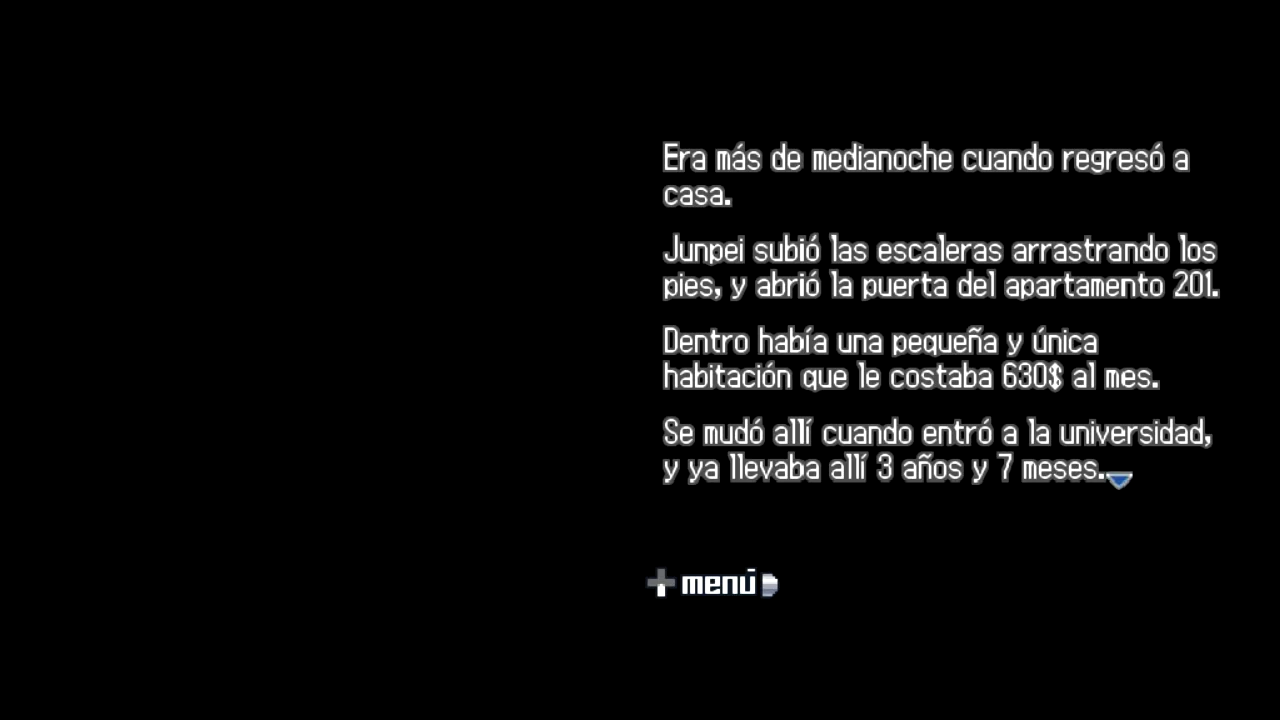 Era más de medianoche cuando regresó a
casa.
Junpei subió las escaleras arrastrando los
pies, y abrió la puerta del apartamento 201.
Dentro había una pequeña y única
habitación que le costaba 630$ al mes.
Se mudó allí cuando entró a la universidad,
y ya llevaba allí 3 años y 7 meses.
menú